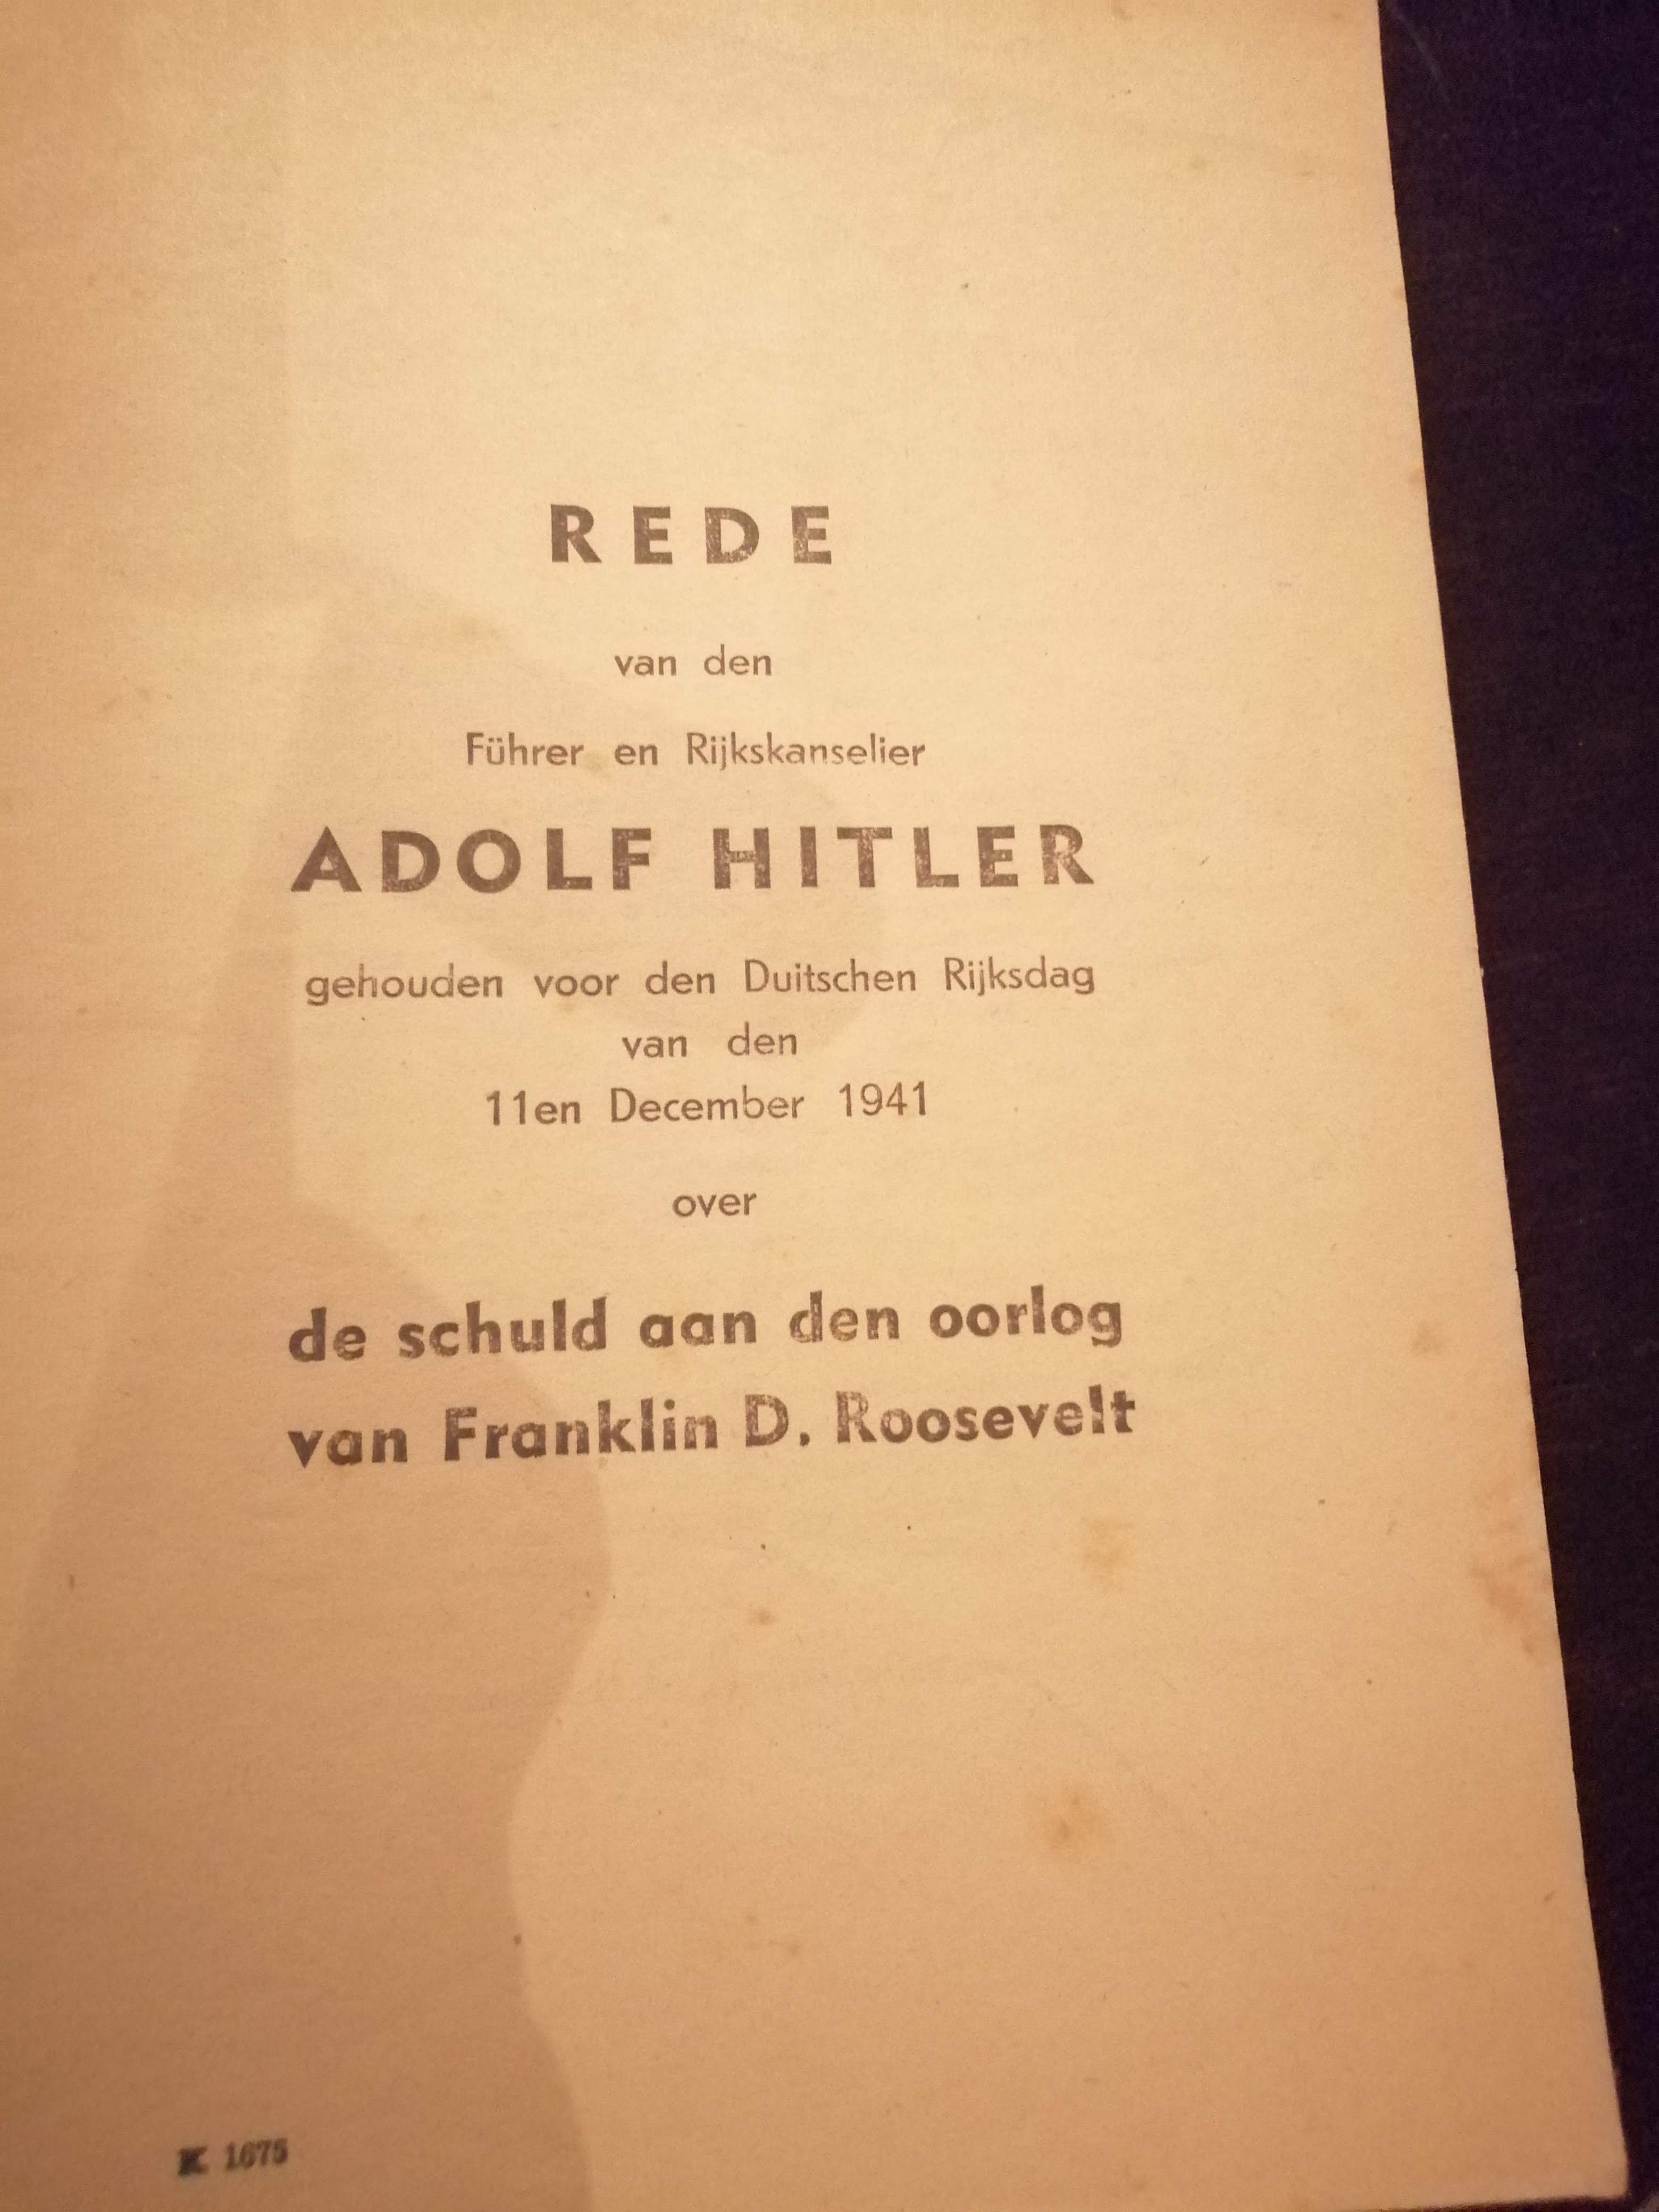 REDE
van den
Führer en Rijkskanselier
ADOLF HITLER
gehouden voor den Duitschen Rijksdag
van den
11en December 1941
over
de schuld aan den oorlog
van Franklin D. Roosevelt
K 1675